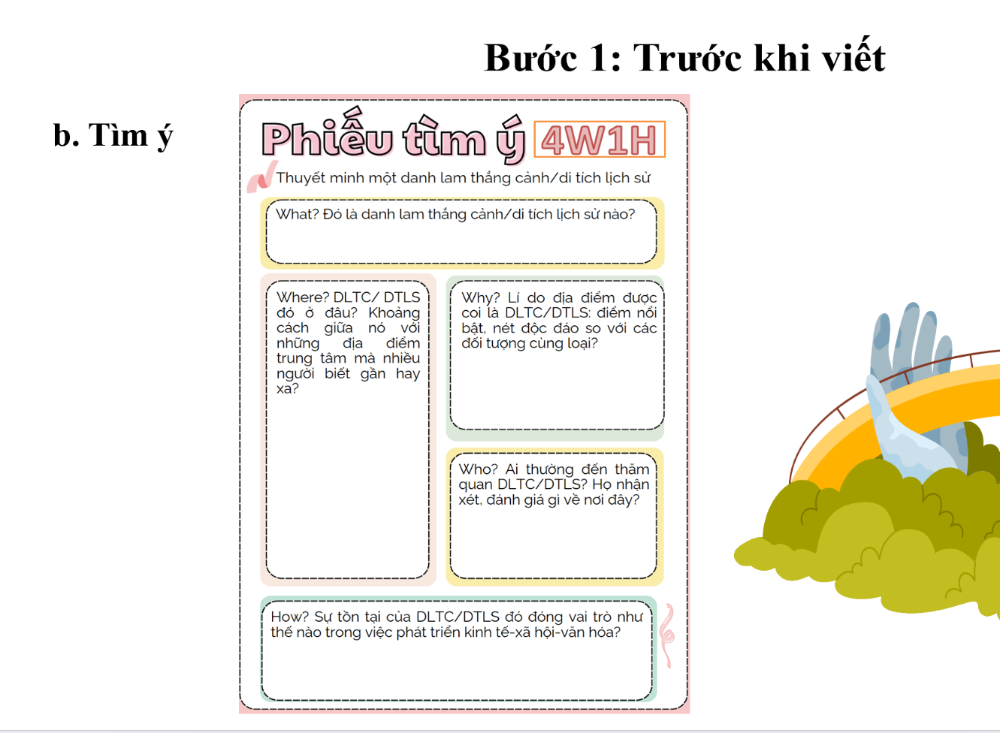 Bước 1: Trước khi viết
b. Tìm ý
Phiếu tìm ý 4W1H
Thuyết minh một danh lam thắng cảnh/di tích lịch sử
What? Đó là danh lam thắng cảnh/di tích lịch sử nào?
Where? DLTC/ DTLS
đó ở đâu? Khoảng
cách giữa nó với
những địa điểm
trung tâm mà nhiều
người biết gần hay
xa?
Why? Lí do địa điểm được
coi là DLTC/DTLS: điểm nổi
bật, nét độc đáo so với các
đối tượng cùng loại?
Who? Ai thường đến thăm
quan DLTC/DTLS? Họ nhận
xét, đánh giá gì về nơi đây?
How? Sự tồn tại của DLTC/DTLS đó đóng vai trò như
thế nào trong việc phát triển kinh tế-xã hội-văn hóa?